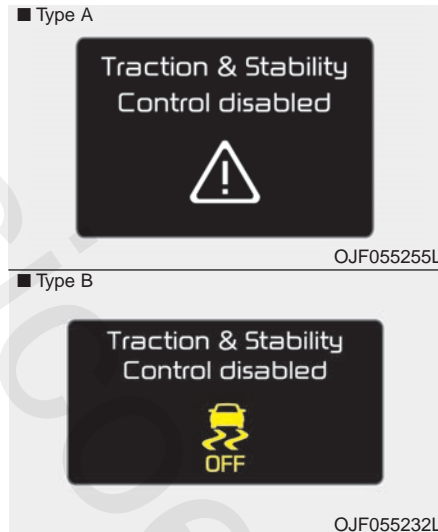 ■ Type A
Traction & Stability
Control disabled
OJF055255L
■ Type B
Traction & Stability
Control disabled
OFF
OJF055232L